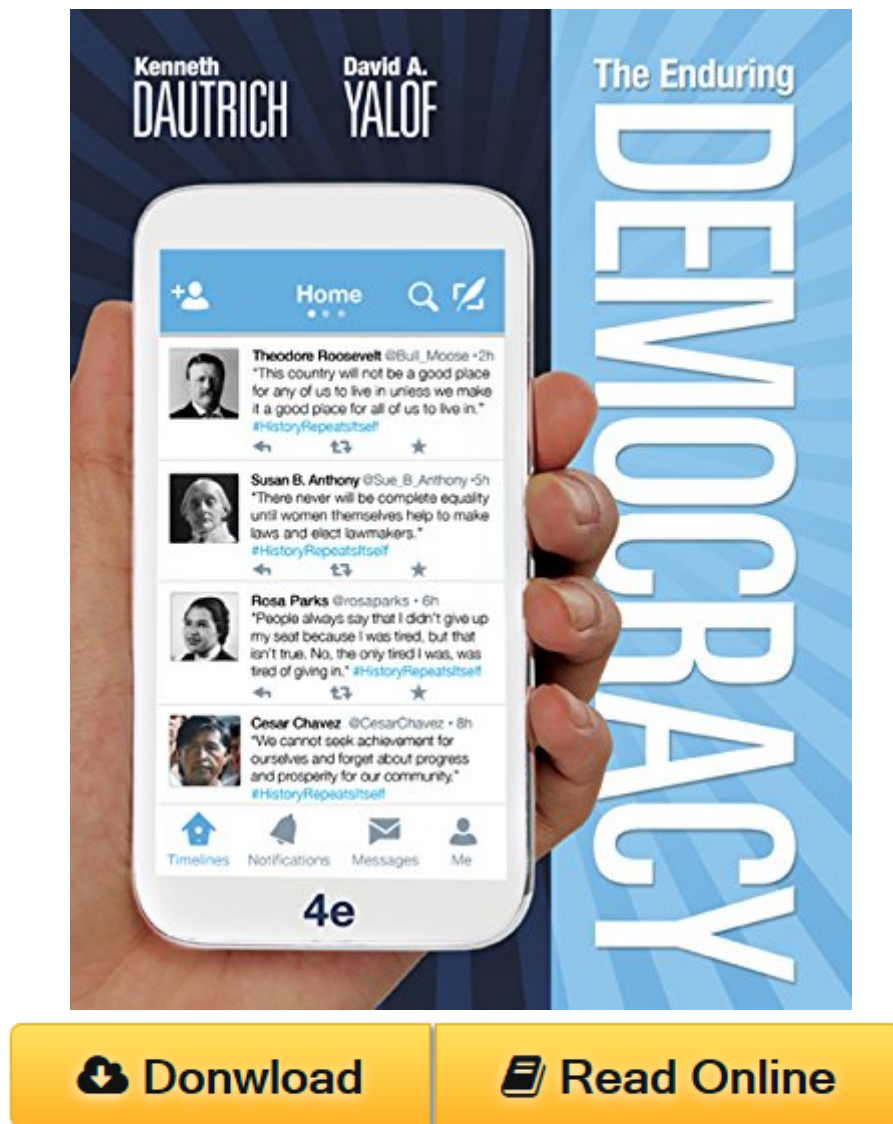 Kenneth
DAUTRICH
David A.
YALOF
The Enduring
DEMOCRACY
Home
Theodore Roosevelt @Bull_Moose •2h
"This country will not be a good place
for any of us to live in unless we make
it a good place for all of us to live in."
#HistoryRepeatsItself
Susan B. Anthony @Sue_B_Anthony •5h
"There never will be complete equality
until women themselves help to make
laws and elect lawmakers."
#HistoryRepeatsItself
Rosa Parks @rosaparks • 6h
"People always say that I didn't give up
my seat because I was tired, but that
isn't true. No, the only tired I was, was
tired of giving in." #HistoryRepeatsItself
Cesar Chavez @CesarChavez • 8h
"We cannot seek achievement for
ourselves and forget about progress
and prosperity for our community."
#HistoryRepeatsItself
Timelines Notifications Messages Me
4e
Donwload
Read Online